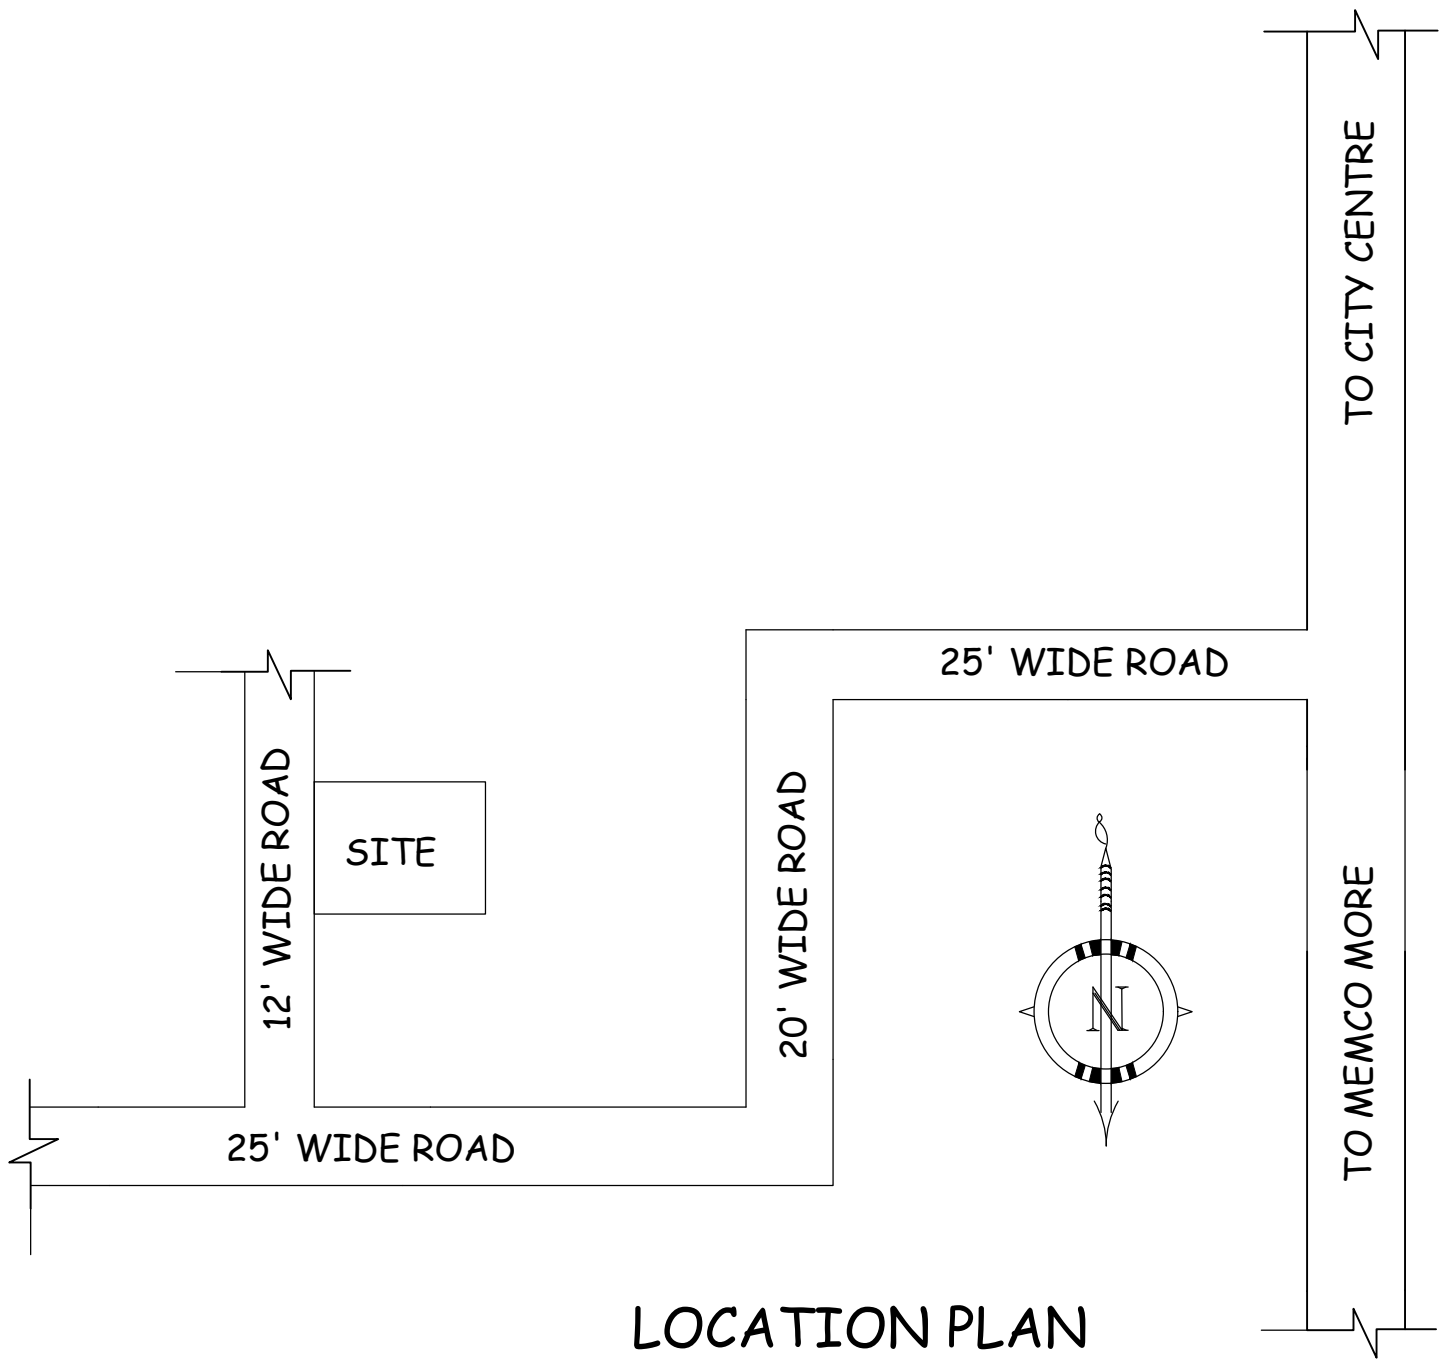 TO CITY CENTRE
25' WIDE ROAD
12' WIDE ROAD
SITE
20' WIDE ROAD
N
TO MEMCO MORE
25' WIDE ROAD
LOCATION PLAN